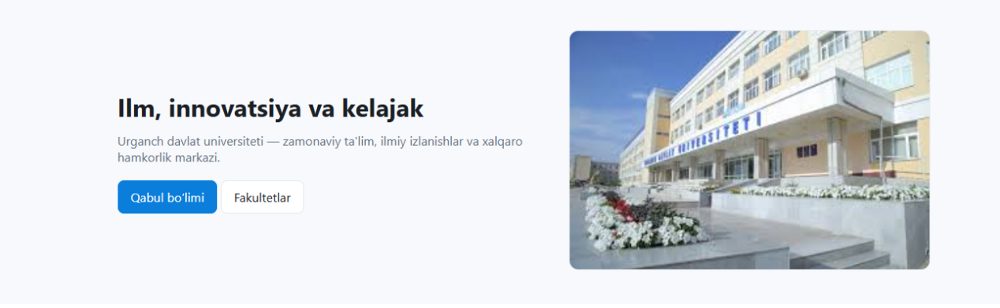 Ilm, innovatsiya va kelajak
Urganch davlat universiteti — zamonaviy ta'lim, ilmiy izlanishlar va xalqaro
hamkorlik markazi.
Qabul bo‘limi
Fakultetlar
UNIVERSITETI